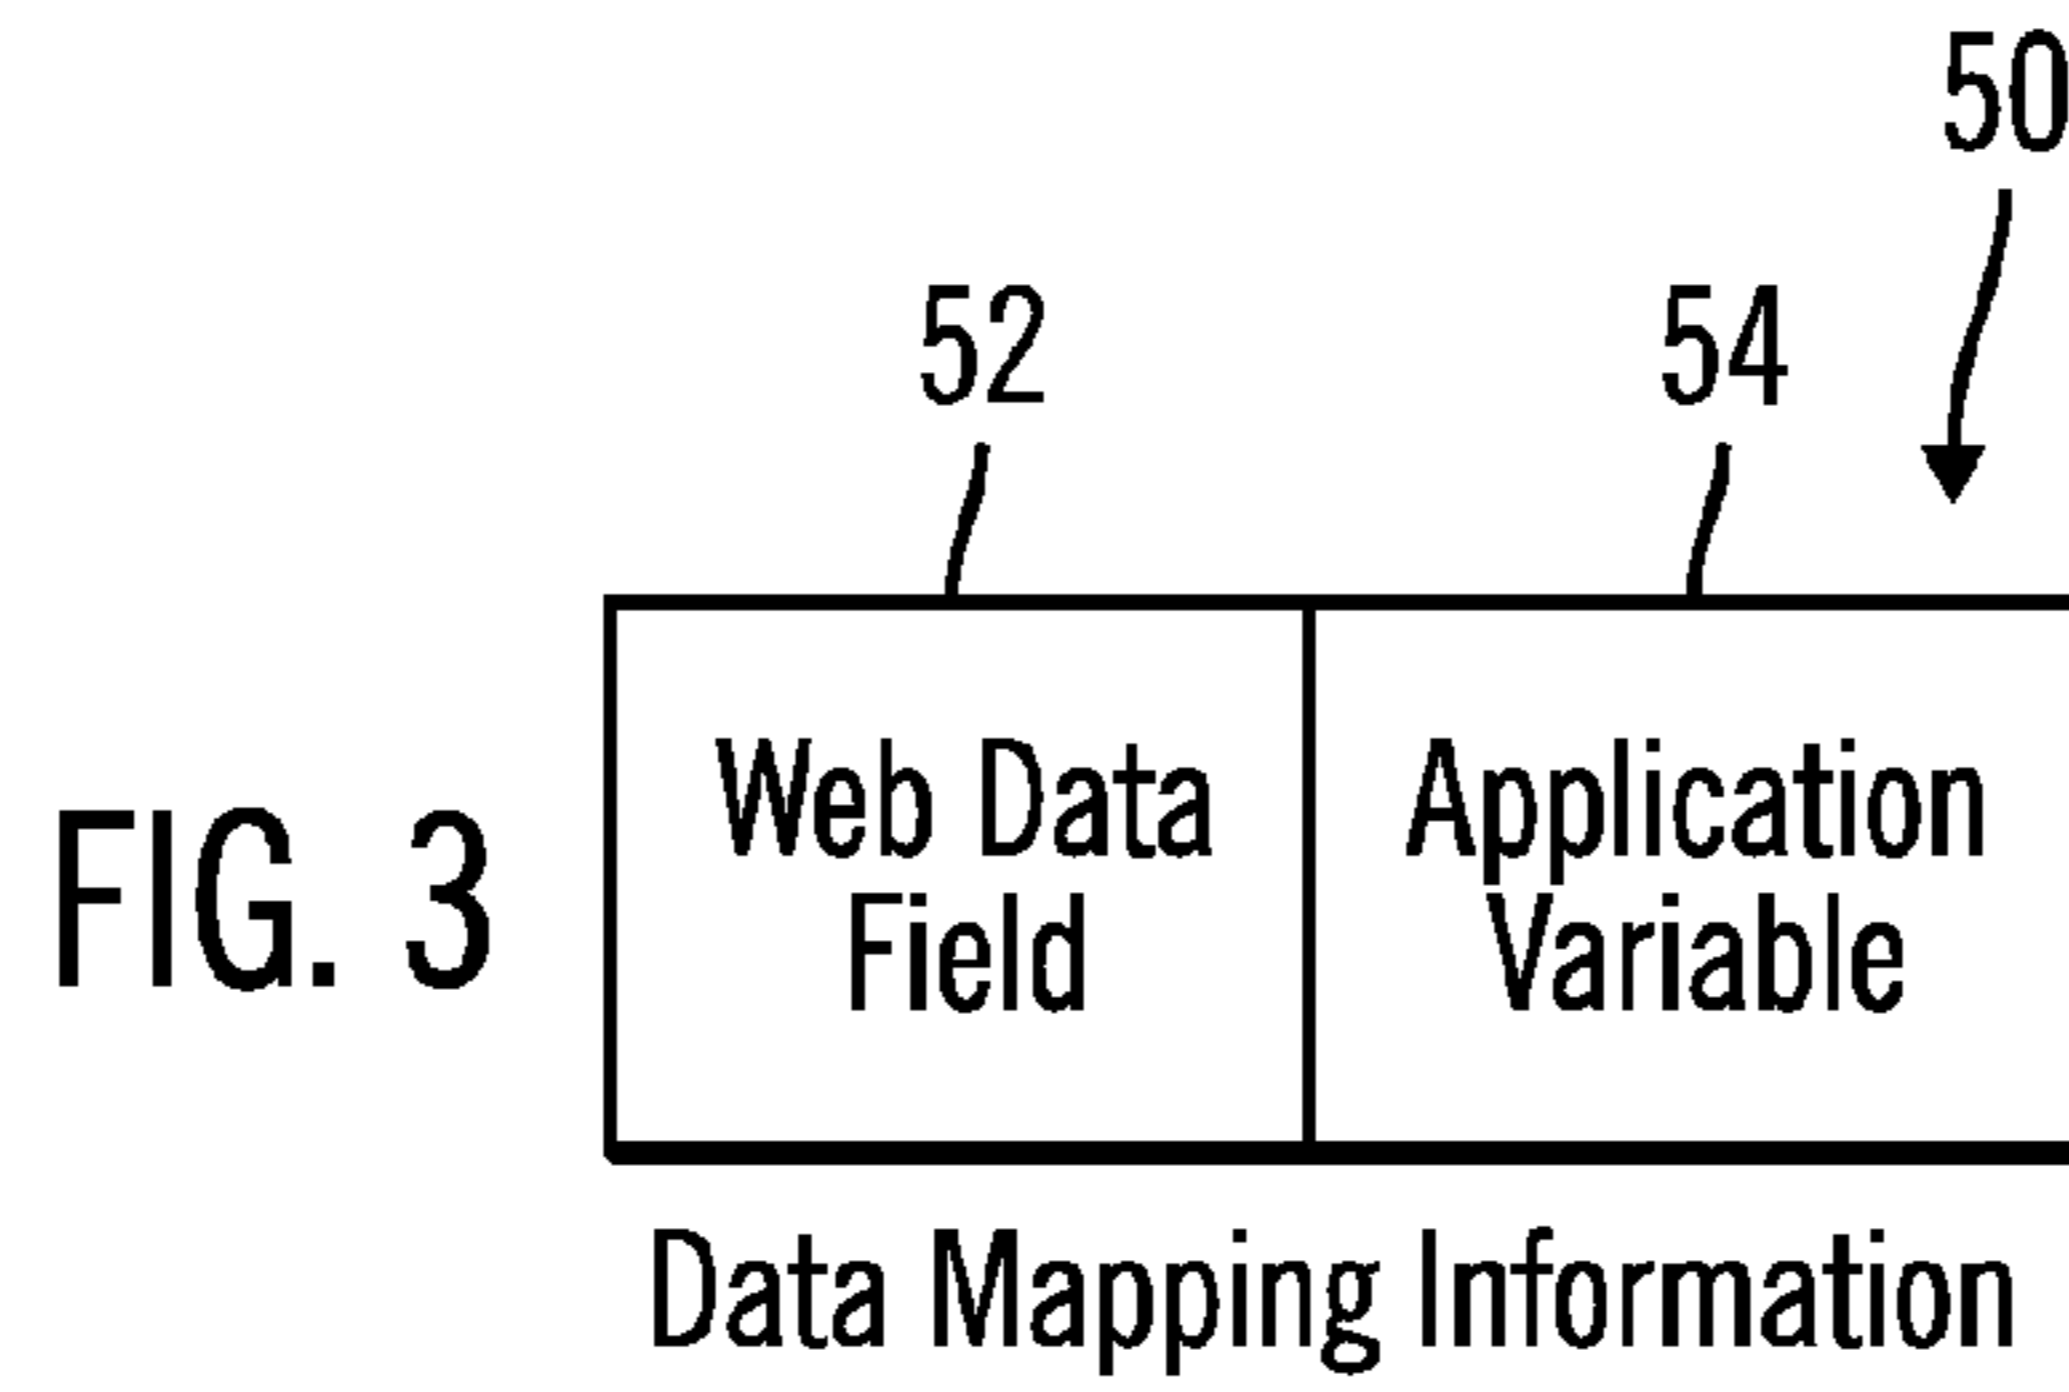 50
52
54
Web Data
Field
Application
Variable
FIG. 3
Data Mapping Information